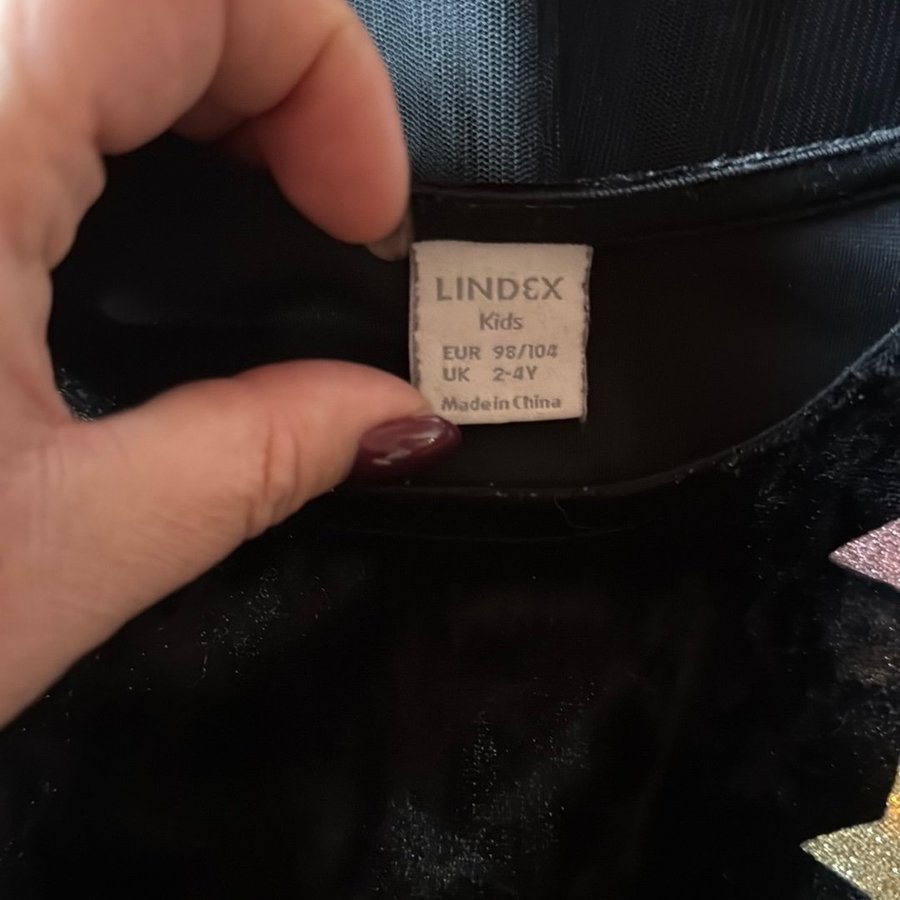 LINDEX
Kids
EUR 98/104
UK 2-4Y
Made in China